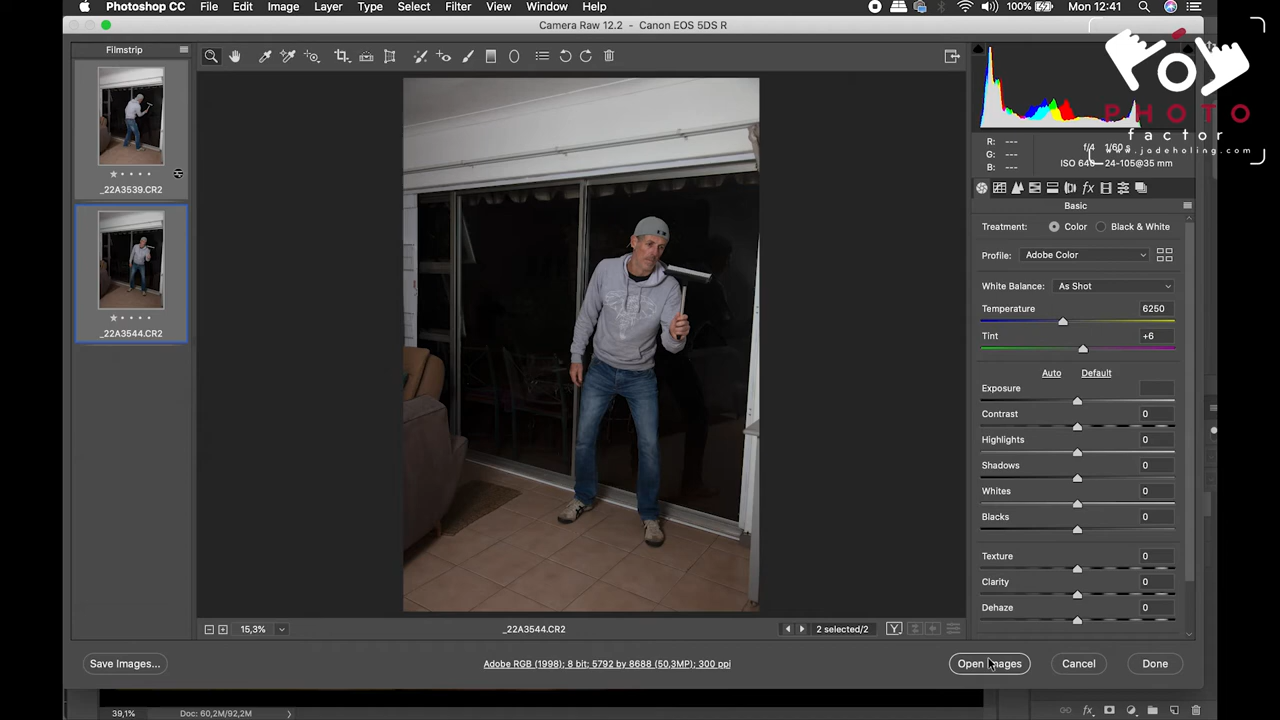 Photoshop CC File Edit Image Layer Type Select Filter View Window Help 100% Mon 12:41
Camera Raw 12.2 - Canon EOS 5DS R
Filmstrip
_22A3539.CR2
_22A3544.CR2
PHOTO
factor
www.jadeholing.com
R: ---
G: ---
B: ---
f/4 1/60 s
ISO 640 24-105@35 mm
Basic
Treatment: Color Black & White
Profile: Adobe Color
White Balance: As Shot
Temperature 6250
Tint +6
Auto Default
Exposure
Contrast 0
Highlights 0
Shadows 0
Whites 0
Blacks 0
Texture 0
Clarity 0
Dehaze 0
15,3% _22A3544.CR2 2 selected/2 Y
Save Images... Adobe RGB (1998); 8 bit; 5792 by 8688 (50,3MP); 300 ppi Open Images Cancel Done
39,1% Doc: 60,2M/92,2M fx